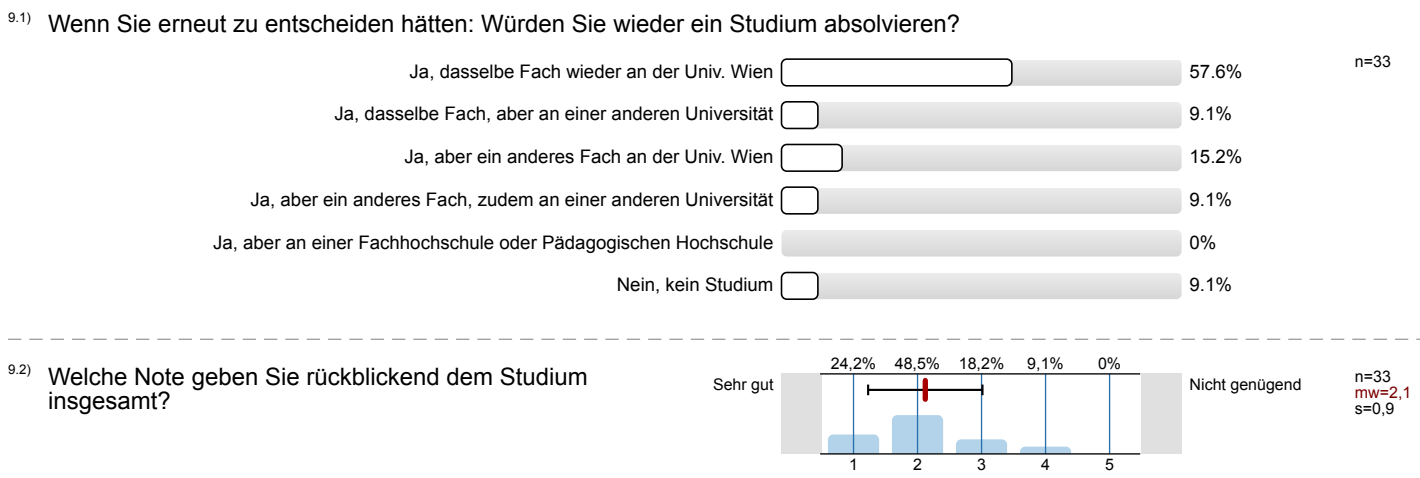 9.1) Wenn Sie erneut zu entscheiden hätten: Würden Sie wieder ein Studium absolvieren?
Ja, dasselbe Fach wieder an der Univ. Wien 57.6% n=33
Ja, dasselbe Fach, aber an einer anderen Universität 9.1%
Ja, aber ein anderes Fach an der Univ. Wien 15.2%
Ja, aber ein anderes Fach, zudem an einer anderen Universität 9.1%
Ja, aber an einer Fachhochschule oder Pädagogischen Hochschule 0%
Nein, kein Studium 9.1%
9.2) Welche Note geben Sie rückblickend dem Studium
insgesamt?
24,2% 48,5% 18,2% 9,1% 0%
Sehr gut Nicht genügend
n=33
mw=2,1
s=0,9
1 2 3 4 5